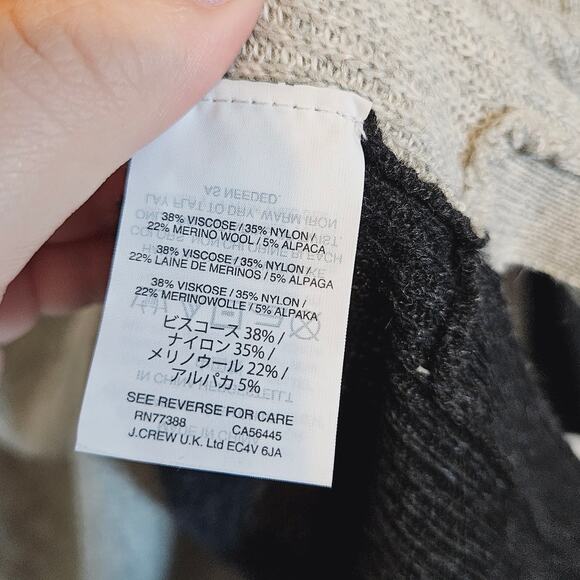 38% VISCOSE / 35% NYLON /
22% MERINO WOOL / 5% ALPACA
38% VISCOSE / 35% NYLON /
22% LAINE DE MERINOS / 5% ALPAGA
38% VISKOSE / 35% NYLON /
22% MERINOWOLLE / 5% ALPAKA
ビスコース 38% /
ナイロン 35% /
メリノウール 22% /
アルパカ 5%
SEE REVERSE FOR CARE
RN77388 CA56445
J.CREW U.K. Ltd EC4V 6JA